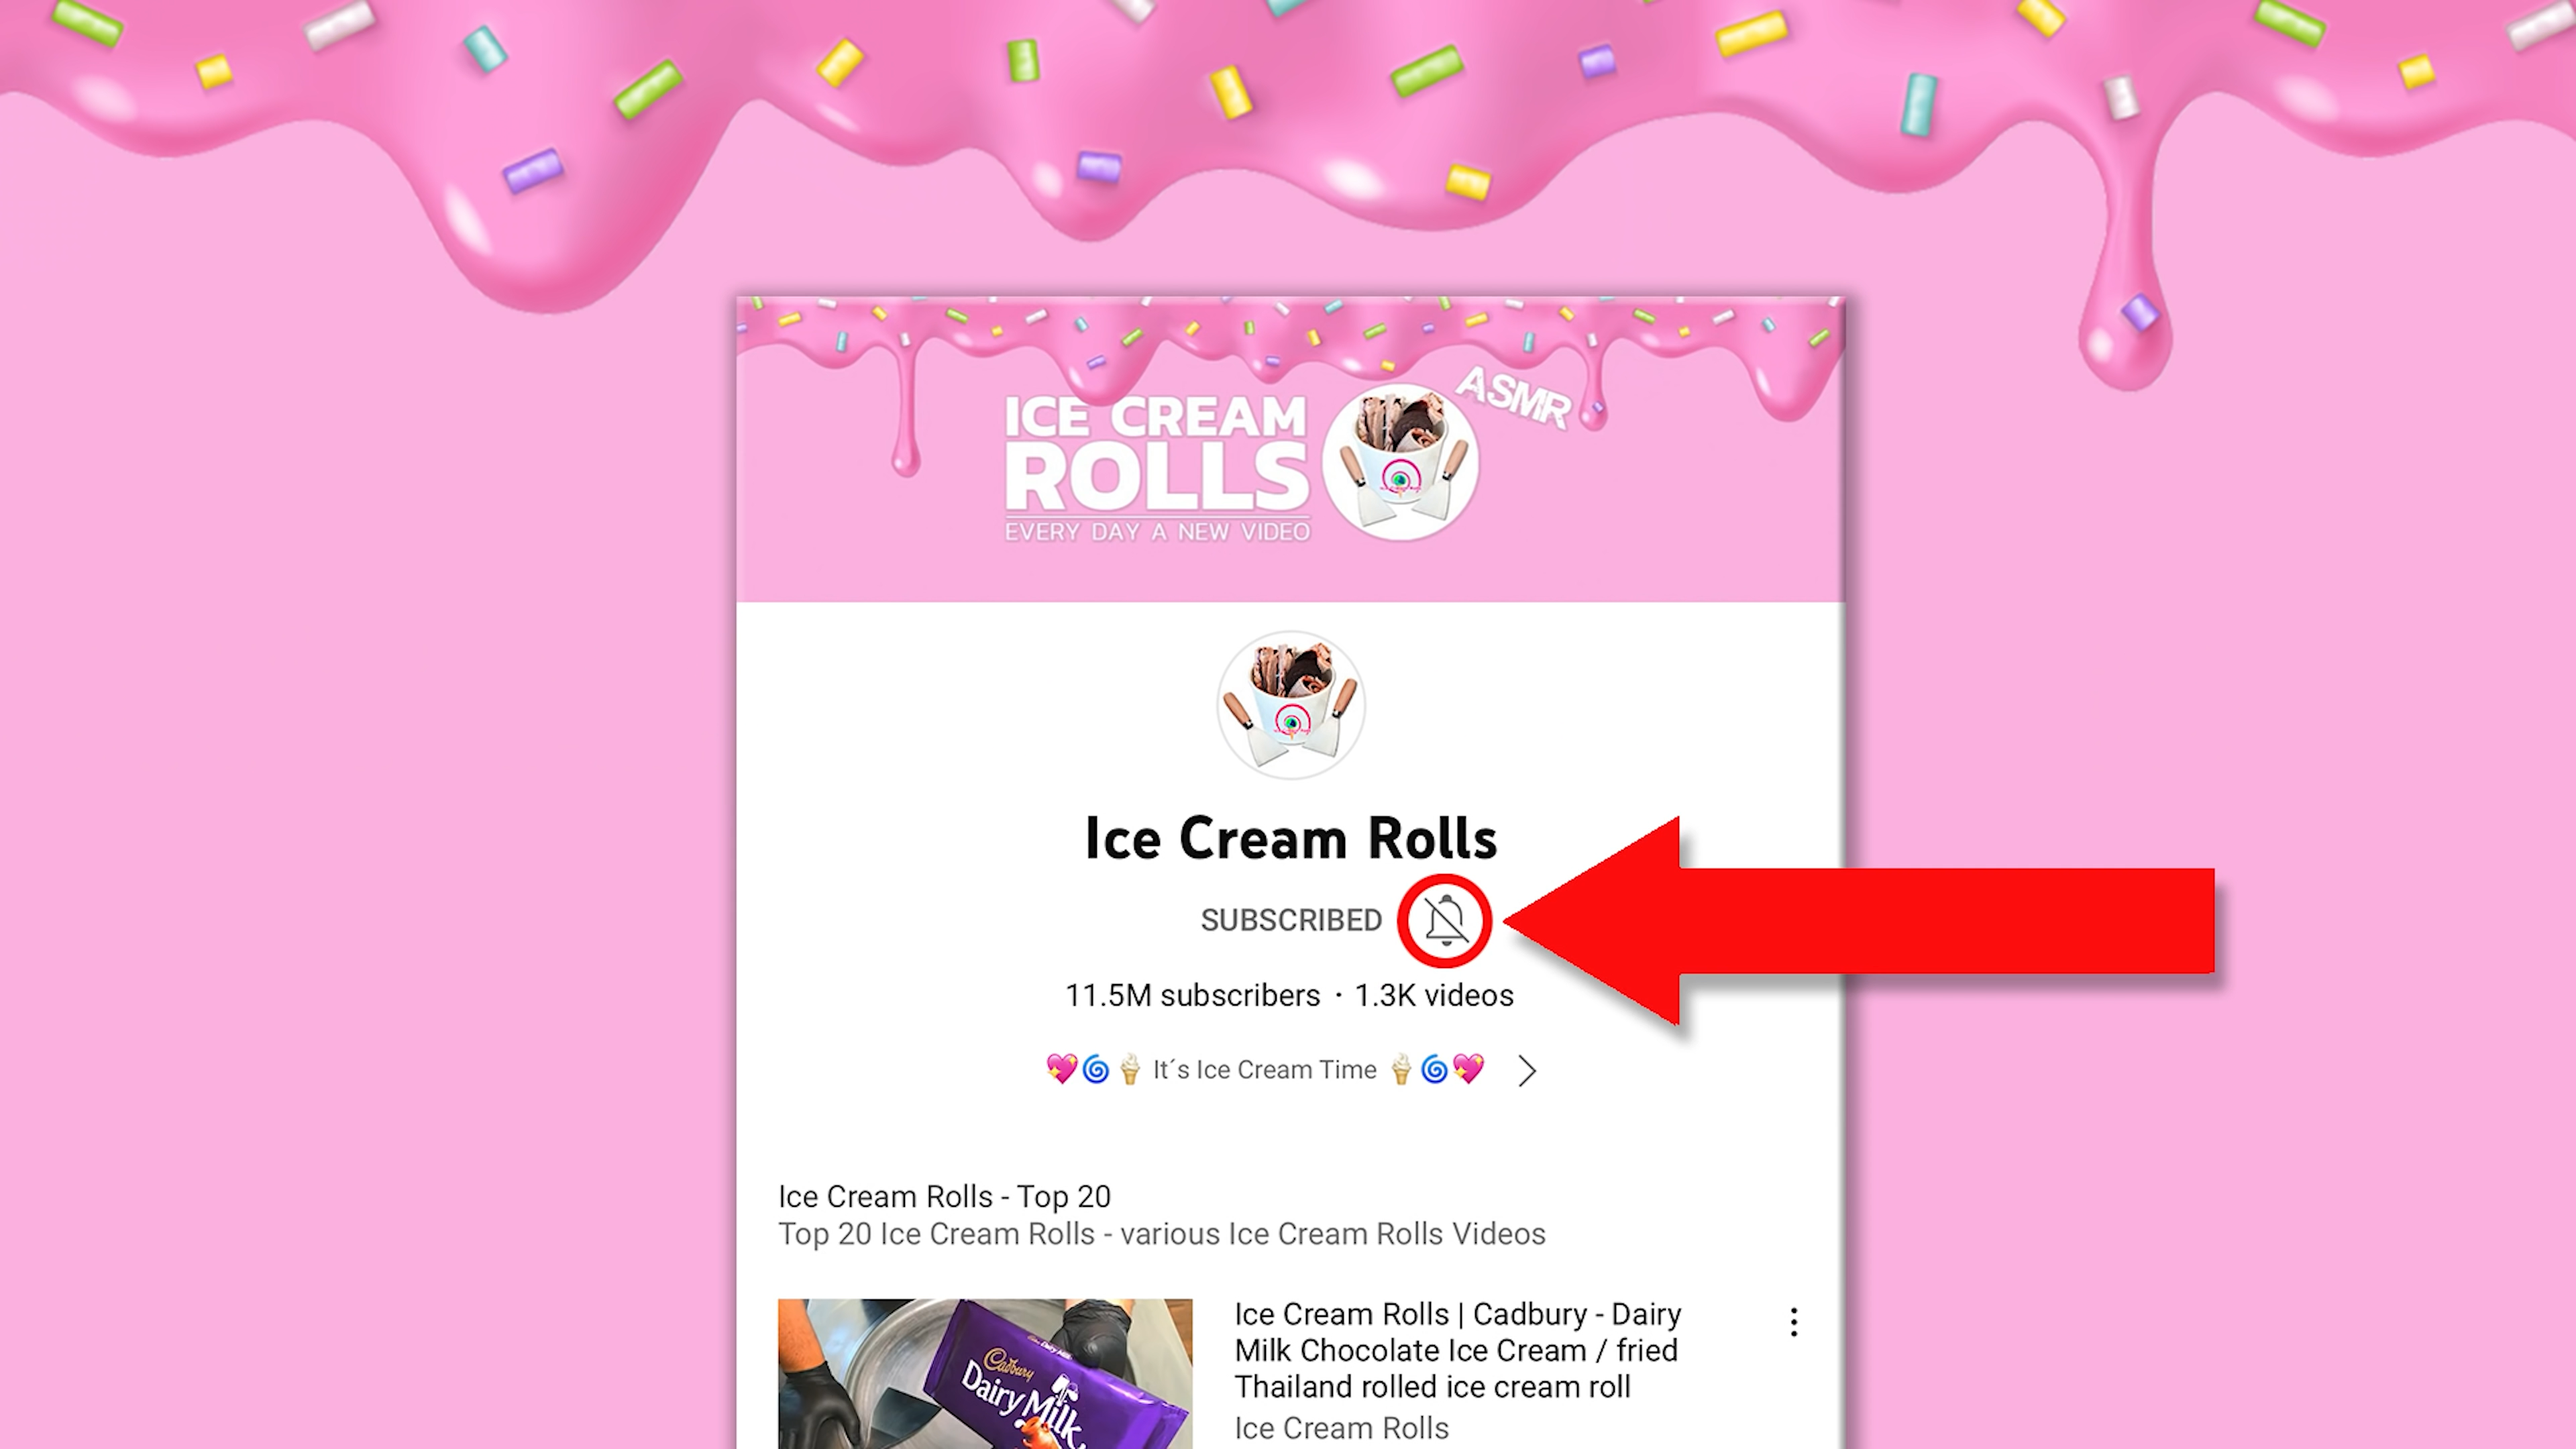 ICE CREAM
ROLLS
EVERY DAY A NEW VIDEO
ASMR
Ice Cream Rolls
SUBSCRIBED
11.5M subscribers · 1.3K videos
💖🌀🍦 It´s Ice Cream Time 🍦🌀💖
Ice Cream Rolls - Top 20
Top 20 Ice Cream Rolls - various Ice Cream Rolls Videos
Cadbury
Dairy Milk
Ice Cream Rolls | Cadbury - Dairy
Milk Chocolate Ice Cream / fried
Thailand rolled ice cream roll
Ice Cream Rolls